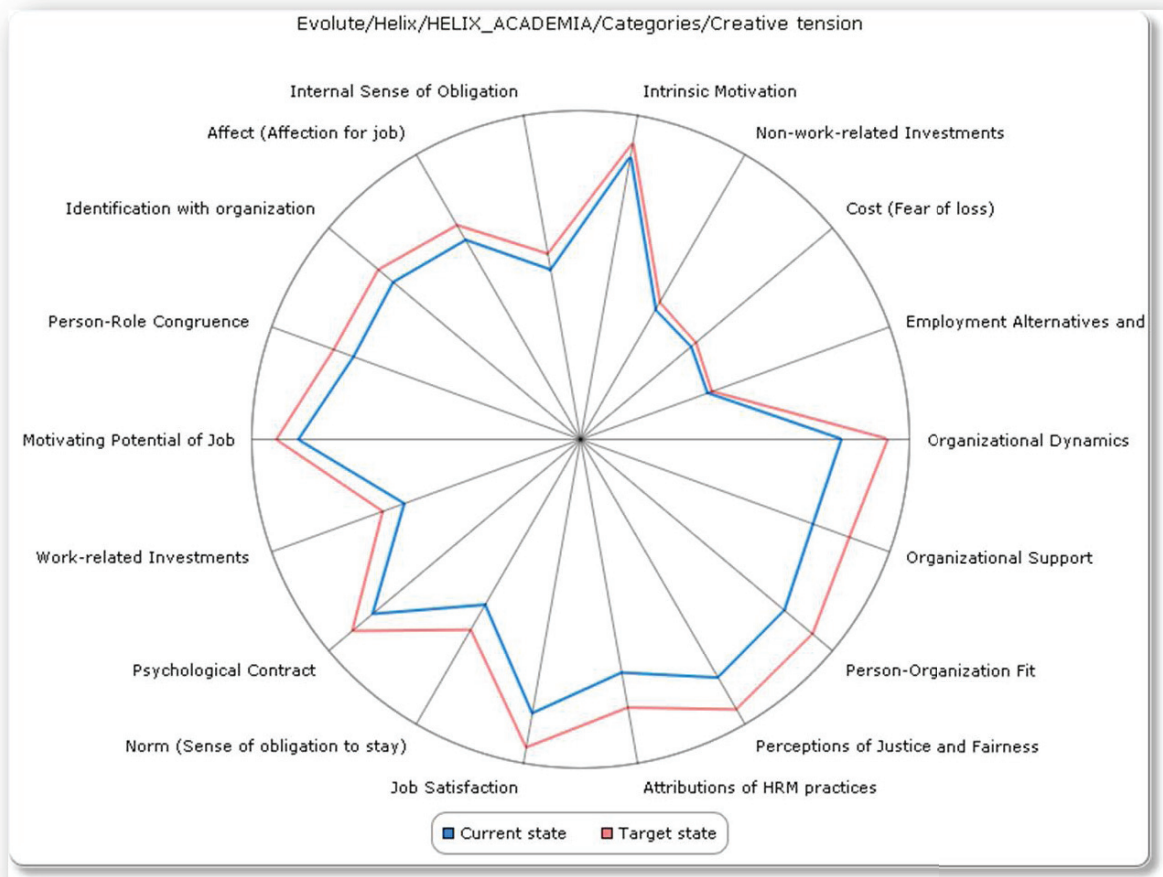 Evolute/Helix/HELIX_ACADEMIA/Categories/Creative tension
Internal Sense of Obligation
Intrinsic Motivation
Affect (Affection for job)
Non-work-related Investments
Identification with organization
Cost (Fear of loss)
Person-Role Congruence
Employment Alternatives and
Motivating Potential of Job
Organizational Dynamics
Work-related Investments
Organizational Support
Psychological Contract
Person-Organization Fit
Norm (Sense of obligation to stay)
Perceptions of Justice and Fairness
Job Satisfaction
Attributions of HRM practices
Current state
Target state